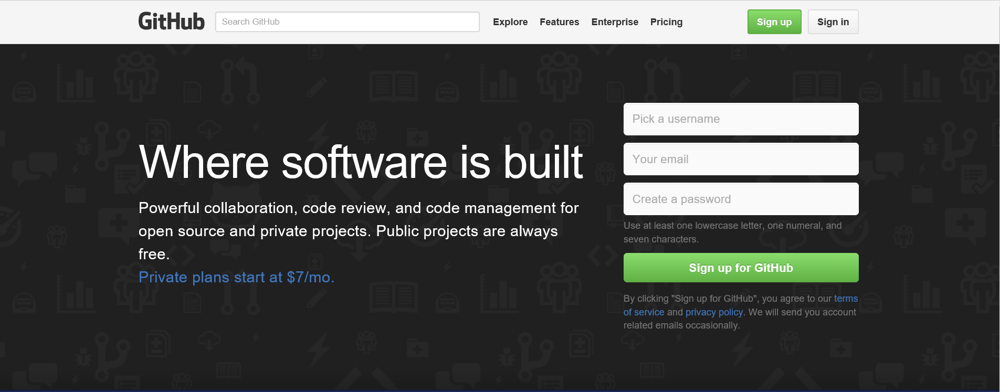 GitHub
Search GitHub
Explore
Features
Enterprise
Pricing
Sign up
Sign in
Where software is built
Powerful collaboration, code review, and code management for
open source and private projects. Public projects are always
free.
Private plans start at $7/mo.
Pick a username
Your email
Create a password
Use at least one lowercase letter, one numeral, and
seven characters.
Sign up for GitHub
By clicking "Sign up for GitHub", you agree to our terms
of service and privacy policy. We will send you account
related emails occasionally.